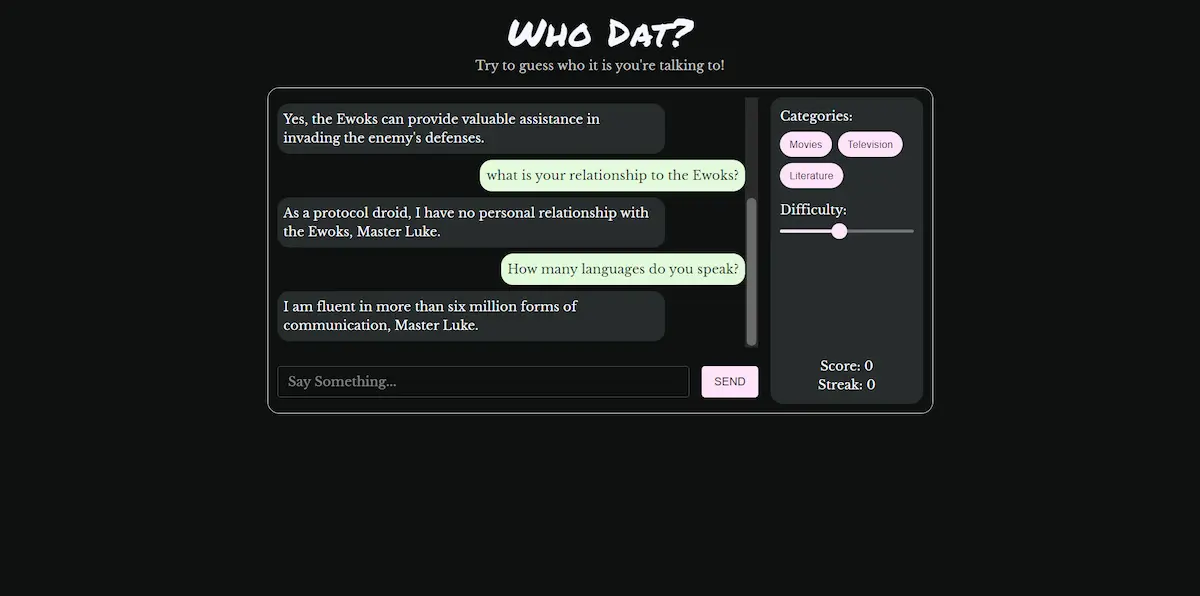 Who Dat?
Try to guess who it is you're talking to!
Yes, the Ewoks can provide valuable assistance in
invading the enemy's defenses.
what is your relationship to the Ewoks?
As a protocol droid, I have no personal relationship with
the Ewoks, Master Luke.
How many languages do you speak?
I am fluent in more than six million forms of
communication, Master Luke.
Say Something...
SEND
Categories:
Movies
Television
Literature
Difficulty:
Score: 0
Streak: 0